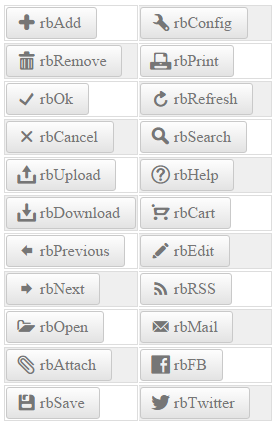 rbAdd rbConfig
rbRemove rbPrint
rbOk rbRefresh
rbCancel rbSearch
rbUpload rbHelp
rbDownload rbCart
rbPrevious rbEdit
rbNext rbRSS
rbOpen rbMail
rbAttach rbFB
rbSave rbTwitter